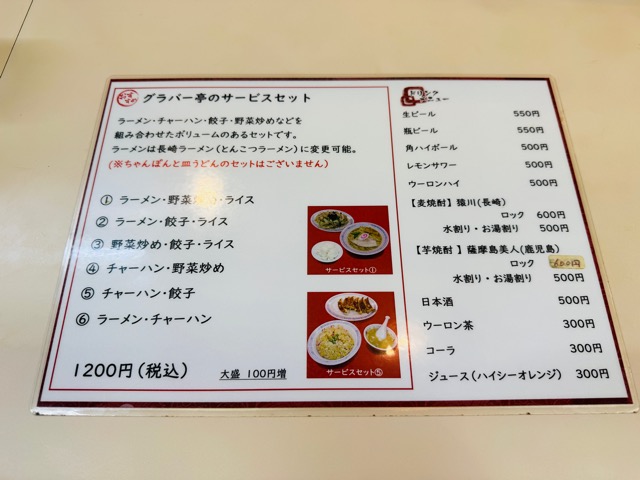 おすすめ
グラバー亭のサービスセット
ラーメン・チャーハン・餃子・野菜炒めなどを
組み合わせたボリュームのあるセットです。
ラーメンは長崎ラーメン(とんこつラーメン)に変更可能。
(※ちゃんぽんと皿うどんのセットはございません)
① ラーメン・野菜炒め・ライス
② ラーメン・餃子・ライス
③ 野菜炒め・餃子・ライス
④ チャーハン・野菜炒め
⑤ チャーハン・餃子
⑥ ラーメン・チャーハン
サービスセット①
サービスセット⑤
1200円(税込)
大盛 100円増
ドリンク
メニュー
生ビール 550円
瓶ビール 550円
角ハイボール 500円
レモンサワー 500円
ウーロンハイ 500円
【麦焼酎】猿川(長崎)
ロック 600円
水割り・お湯割り 500円
【芋焼酎】薩摩島美人(鹿児島)
ロック 600円
水割り・お湯割り 500円
日本酒 500円
ウーロン茶 300円
コーラ 300円
ジュース(ハイシーオレンジ) 300円